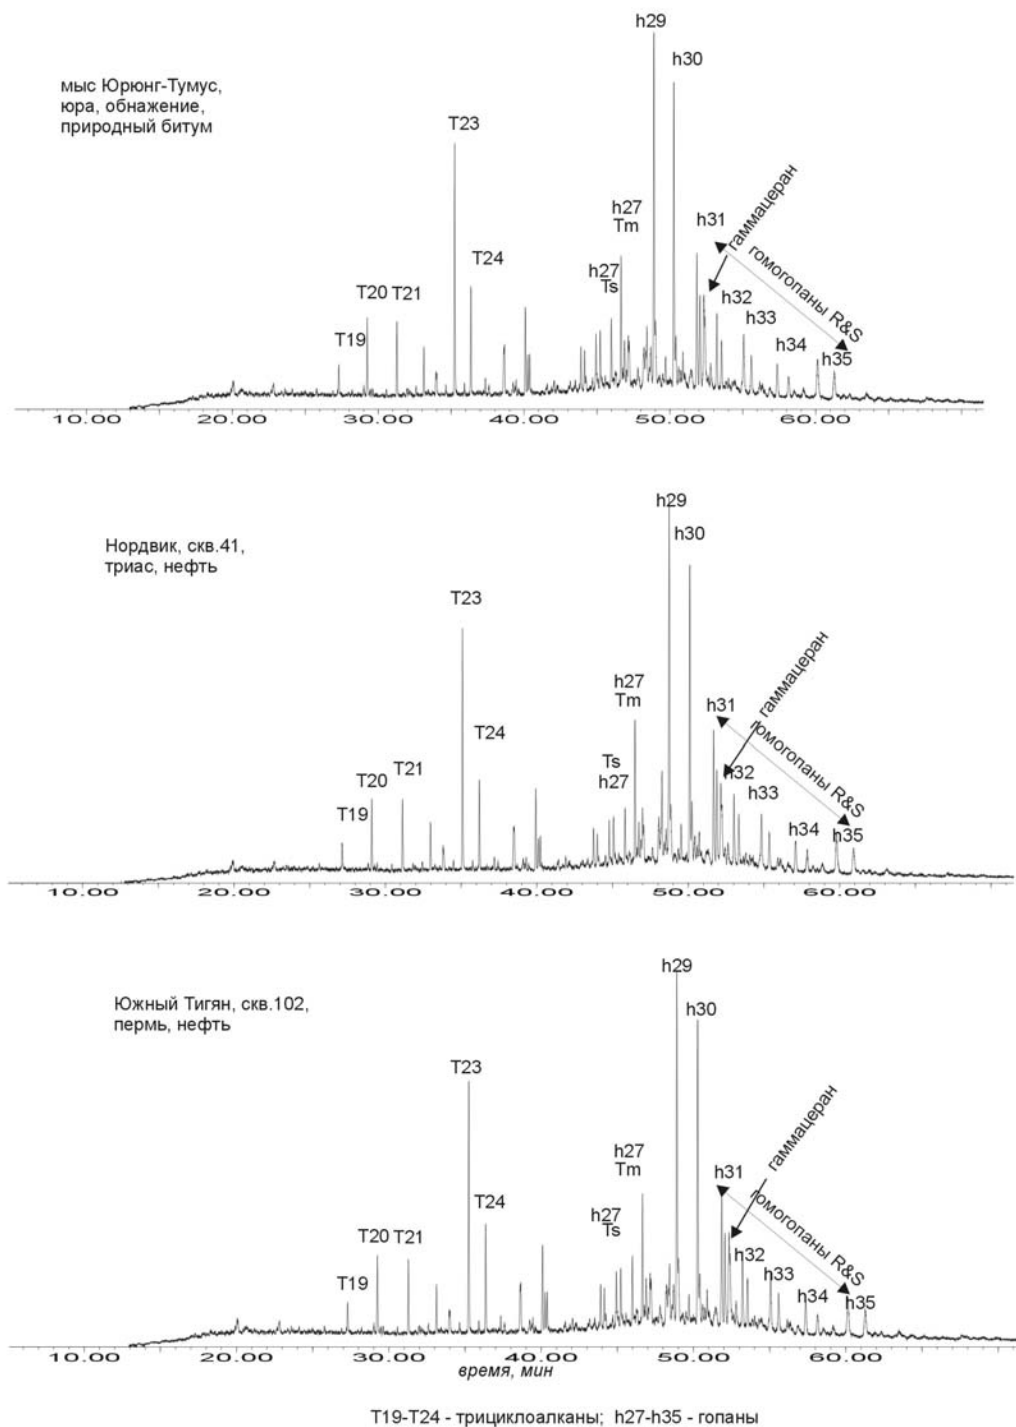 h29
h30
мыс Юрюнг-Тумус,
юра, обнажение,
природный битум
T23
гаммацеран
h27
Tm
h31
гомогопаны R&S
T24
h27
Ts
T20
T21
h32
h33
T19
h34
h35
10.00 20.00 30.00 40.00 50.00 60.00
h29
h30
Нордвик, скв.41,
триас, нефть
T23
гаммацеран
h27
Tm
h31
гомогопаны R&S
T24
Ts
h27
T20
T21
h32
h33
T19
h34
h35
10.00 20.00 30.00 40.00 50.00 60.00
h29
h30
Южный Тигян, скв.102,
пермь, нефть
T23
гаммацеран
h27
Tm
h31
гомогопаны R&S
T24
h27
Ts
T20
T21
h32
h33
T19
h34
h35
10.00 20.00 30.00 40.00 50.00 60.00
время, мин
T19-T24 - трициклоалканы; h27-h35 - гопаны